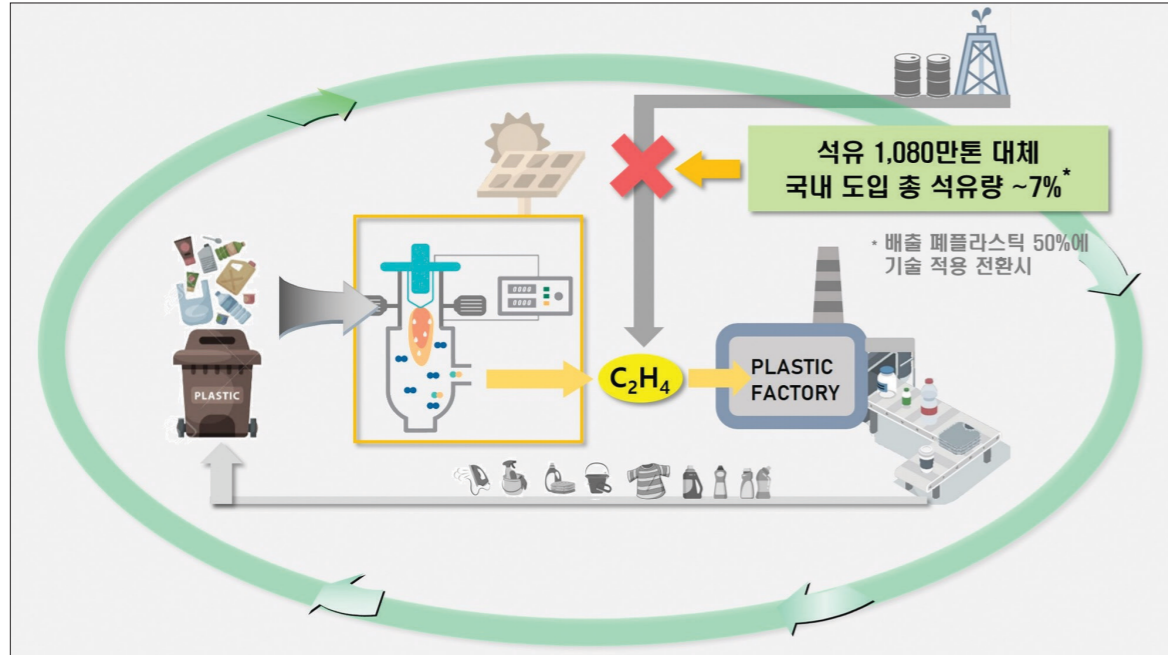 석유 1,080만톤 대체
국내 도입 총 석유량 ~7%*
* 배출 폐플라스틱 50%에
기술 적용 전환시
PLASTIC
C₂H₄
PLASTIC
FACTORY